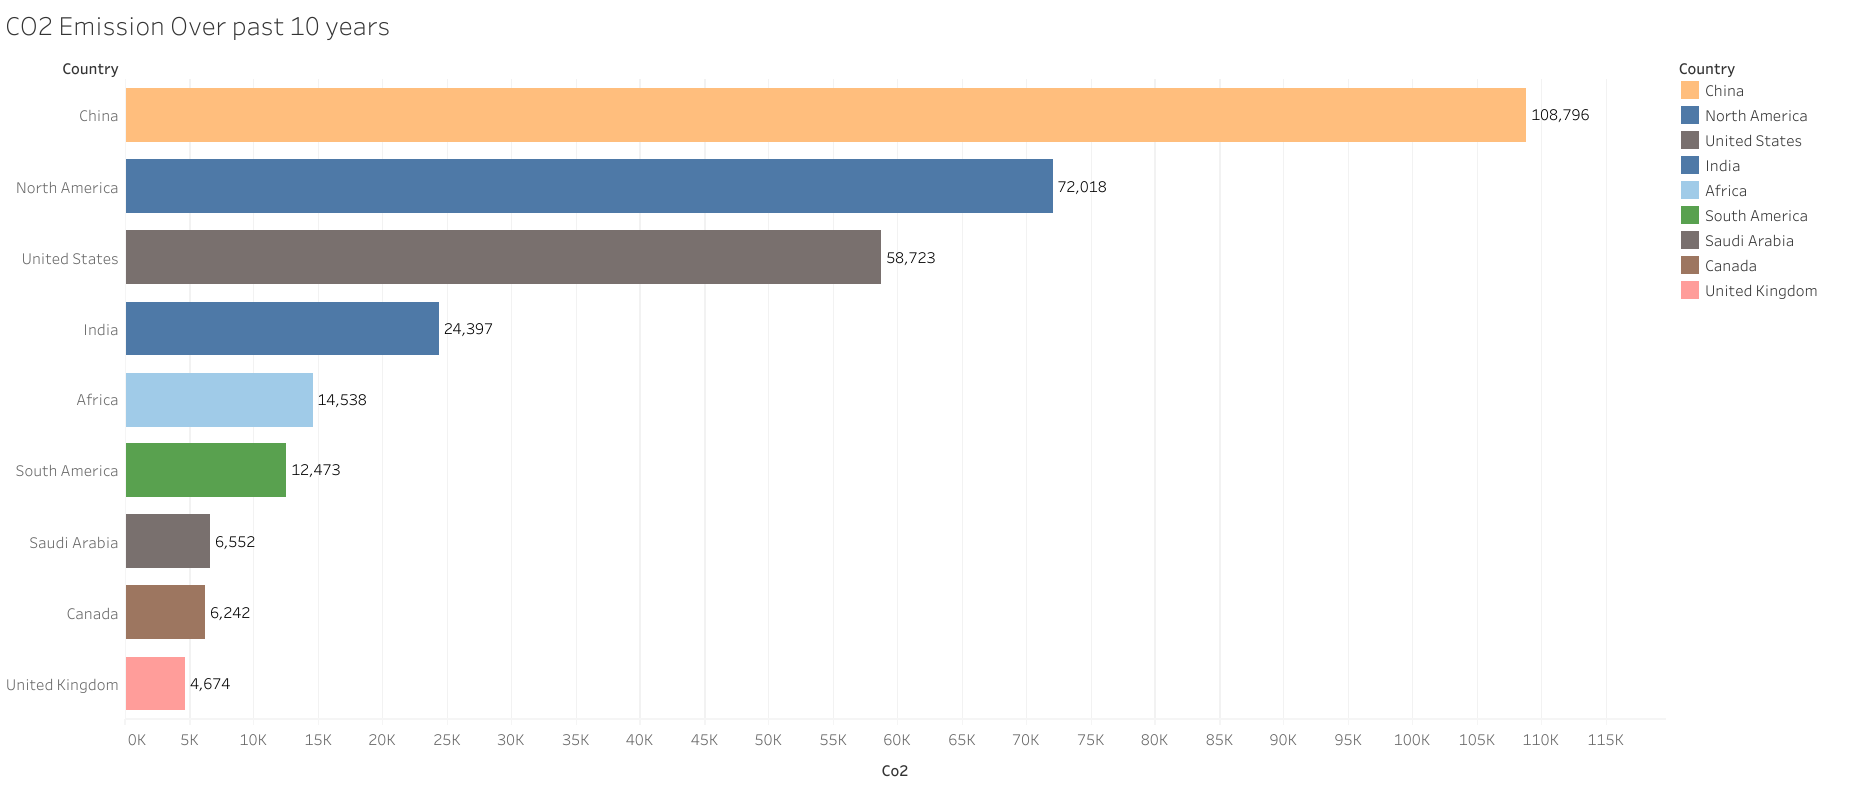 CO2 Emission Over past 10 years
Country
China
108,796
North America
72,018
United States
58,723
India
24,397
Africa
14,538
South America
12,473
Saudi Arabia
6,552
Canada
6,242
United Kingdom
4,674
0K 5K 10K 15K 20K 25K 30K 35K 40K 45K 50K 55K 60K 65K 70K 75K 80K 85K 90K 95K 100K 105K 110K 115K
Co2
Country
China
North America
United States
India
Africa
South America
Saudi Arabia
Canada
United Kingdom